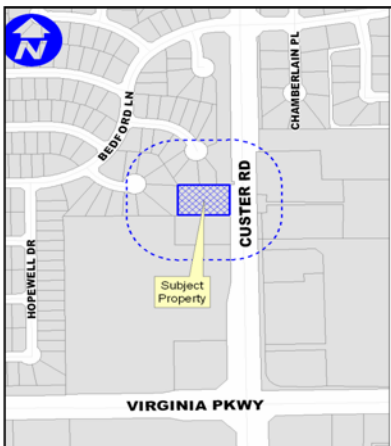 N
CHAMBERLAIN PL
BEDFORD LN
CUSTER RD
HOPEWELL DR
Subject
Property
VIRGINIA PKWY